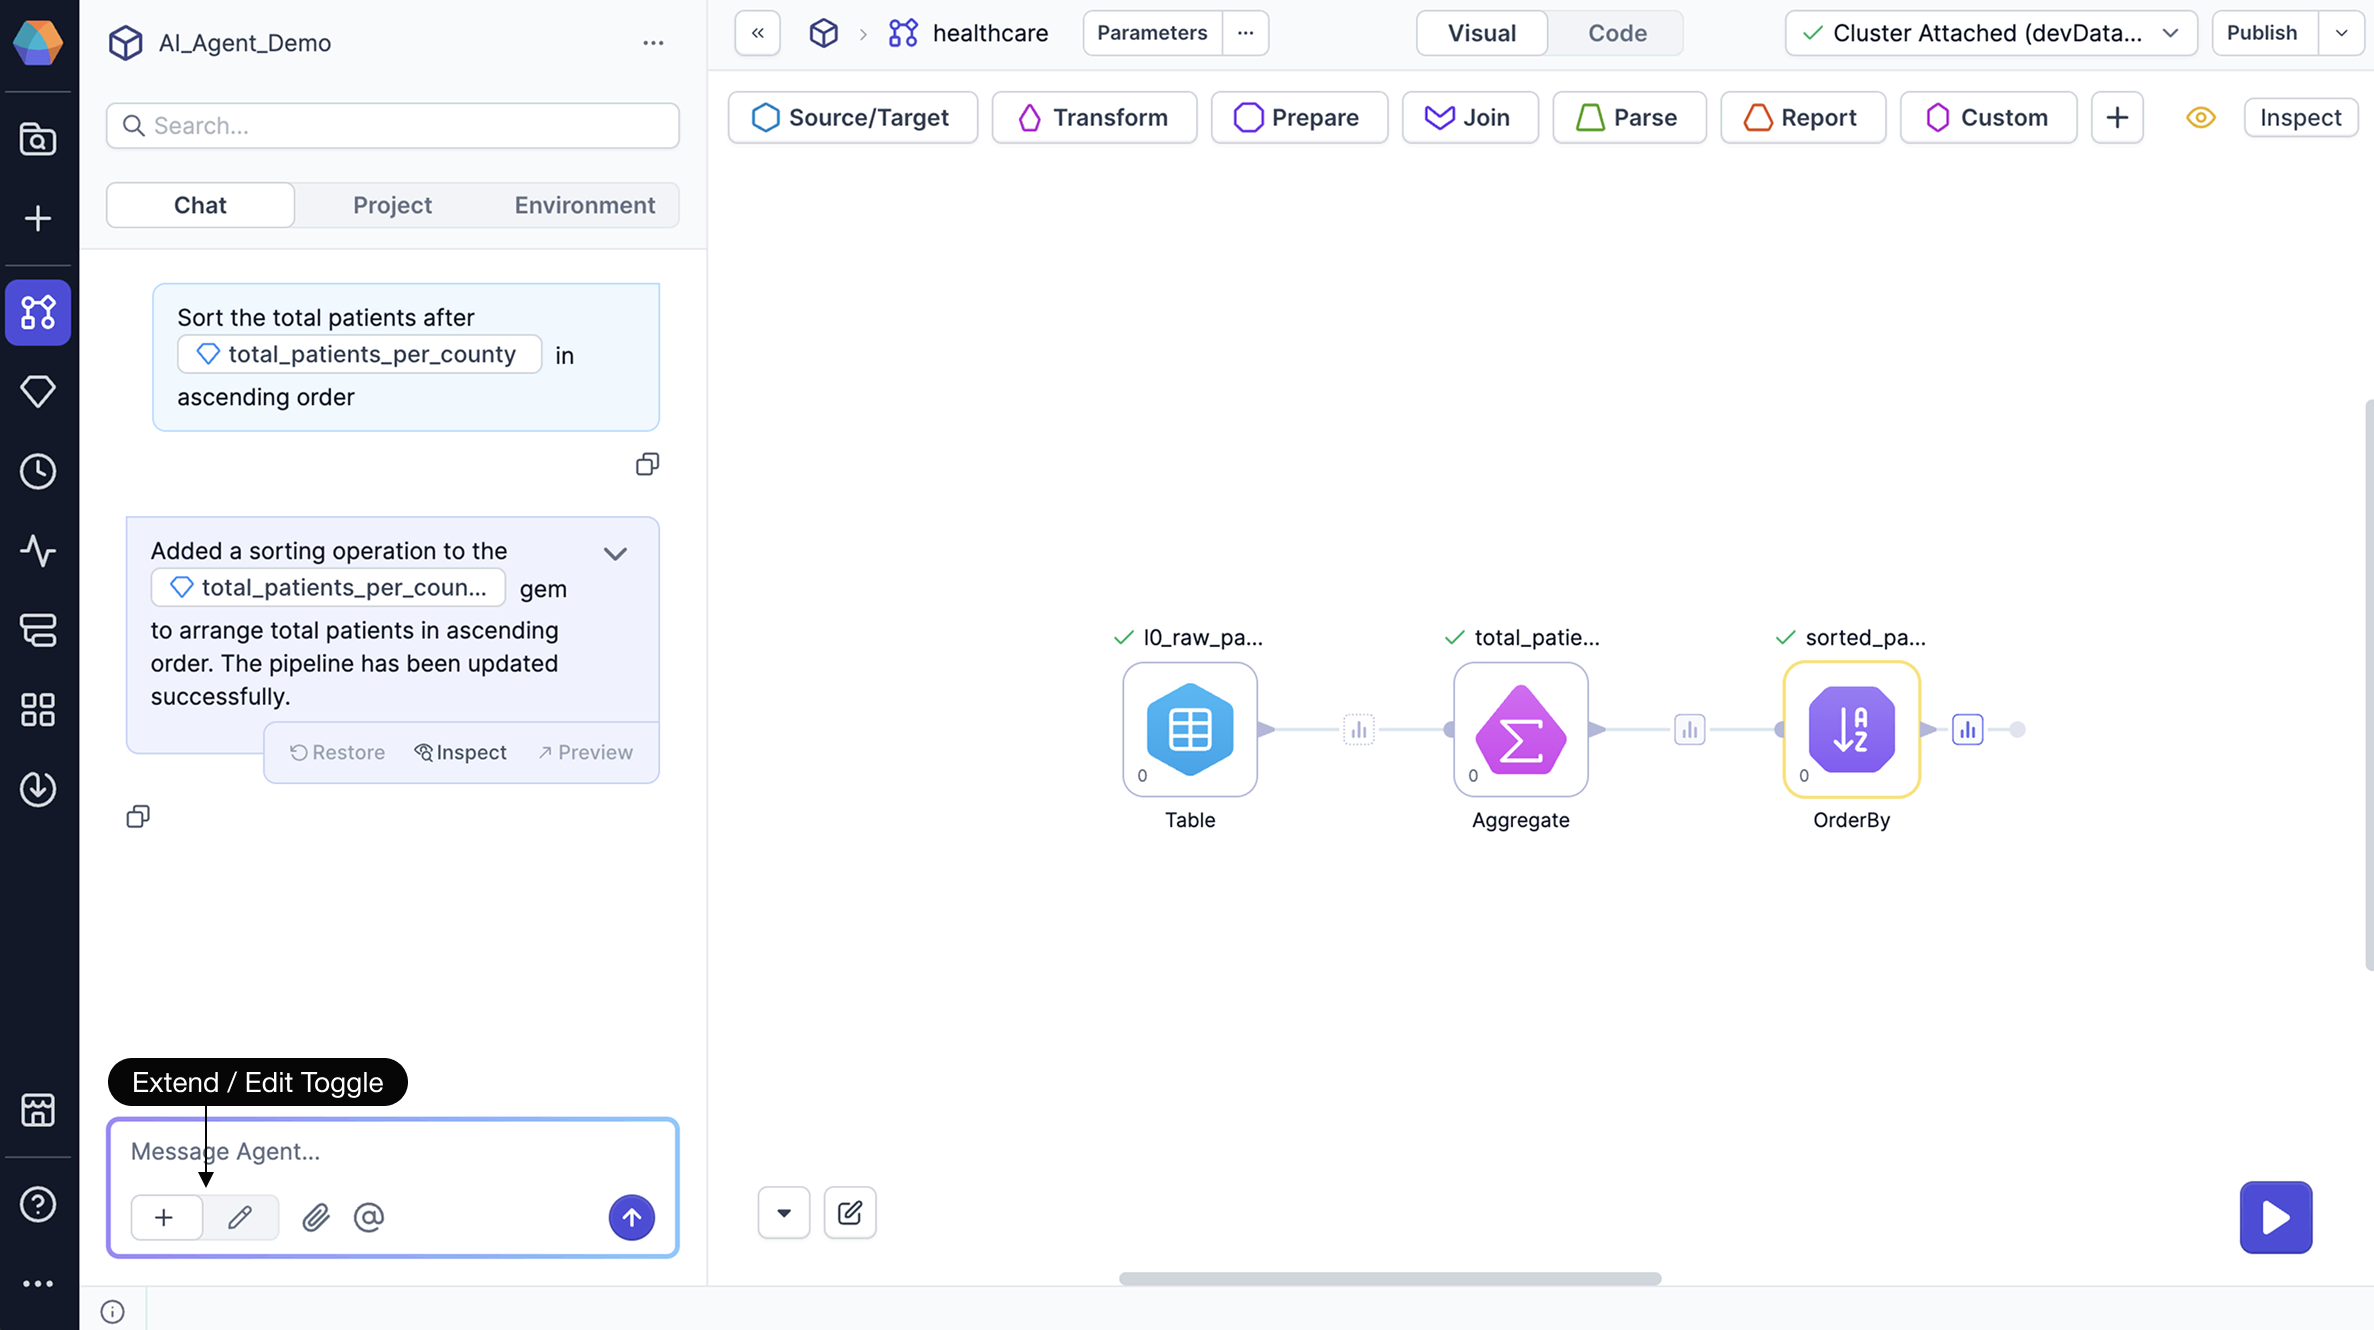 AI_Agent_Demo
Search...
Chat
Project
Environment
Sort the total patients after
total_patients_per_county in
ascending order
Added a sorting operation to the
total_patients_per_coun... gem
to arrange total patients in ascending
order. The pipeline has been updated
successfully.
Restore
Inspect
Preview
Extend / Edit Toggle
Message Agent...
healthcare
Parameters
Visual
Code
Cluster Attached (devData...
Publish
Source/Target
Transform
Prepare
Join
Parse
Report
Custom
Inspect
l0_raw_pa...
0
Table
total_patie...
0
Aggregate
sorted_pa...
A
Z
0
OrderBy